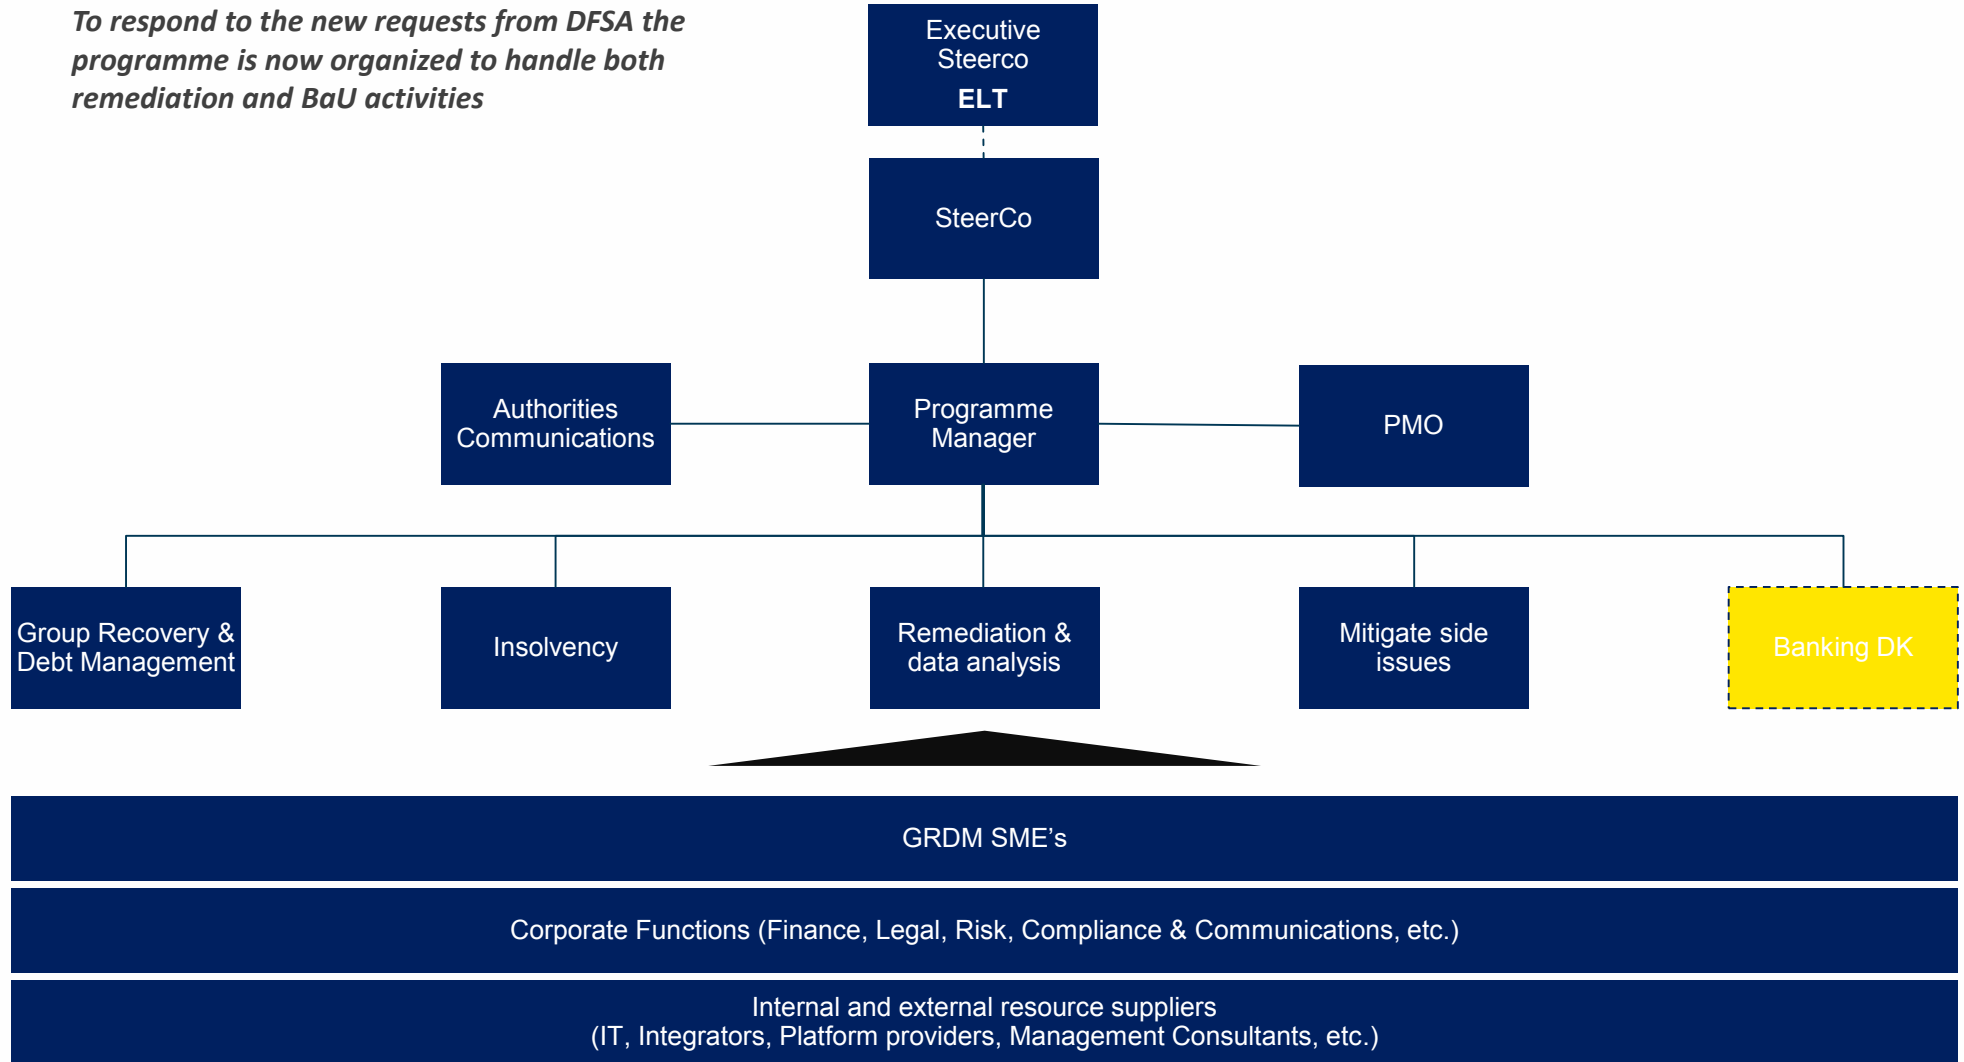 To respond to the new requests from DFSA the
programme is now organized to handle both
remediation and BaU activities
Executive
Steerco
ELT
SteerCo
Authorities
Communications
Programme
Manager
PMO
Group Recovery &
Debt Management
Insolvency
Remediation &
data analysis
Mitigate side
issues
Banking DK
GRDM SME’s
Corporate Functions (Finance, Legal, Risk, Compliance & Communications, etc.)
Internal and external resource suppliers
(IT, Integrators, Platform providers, Management Consultants, etc.)